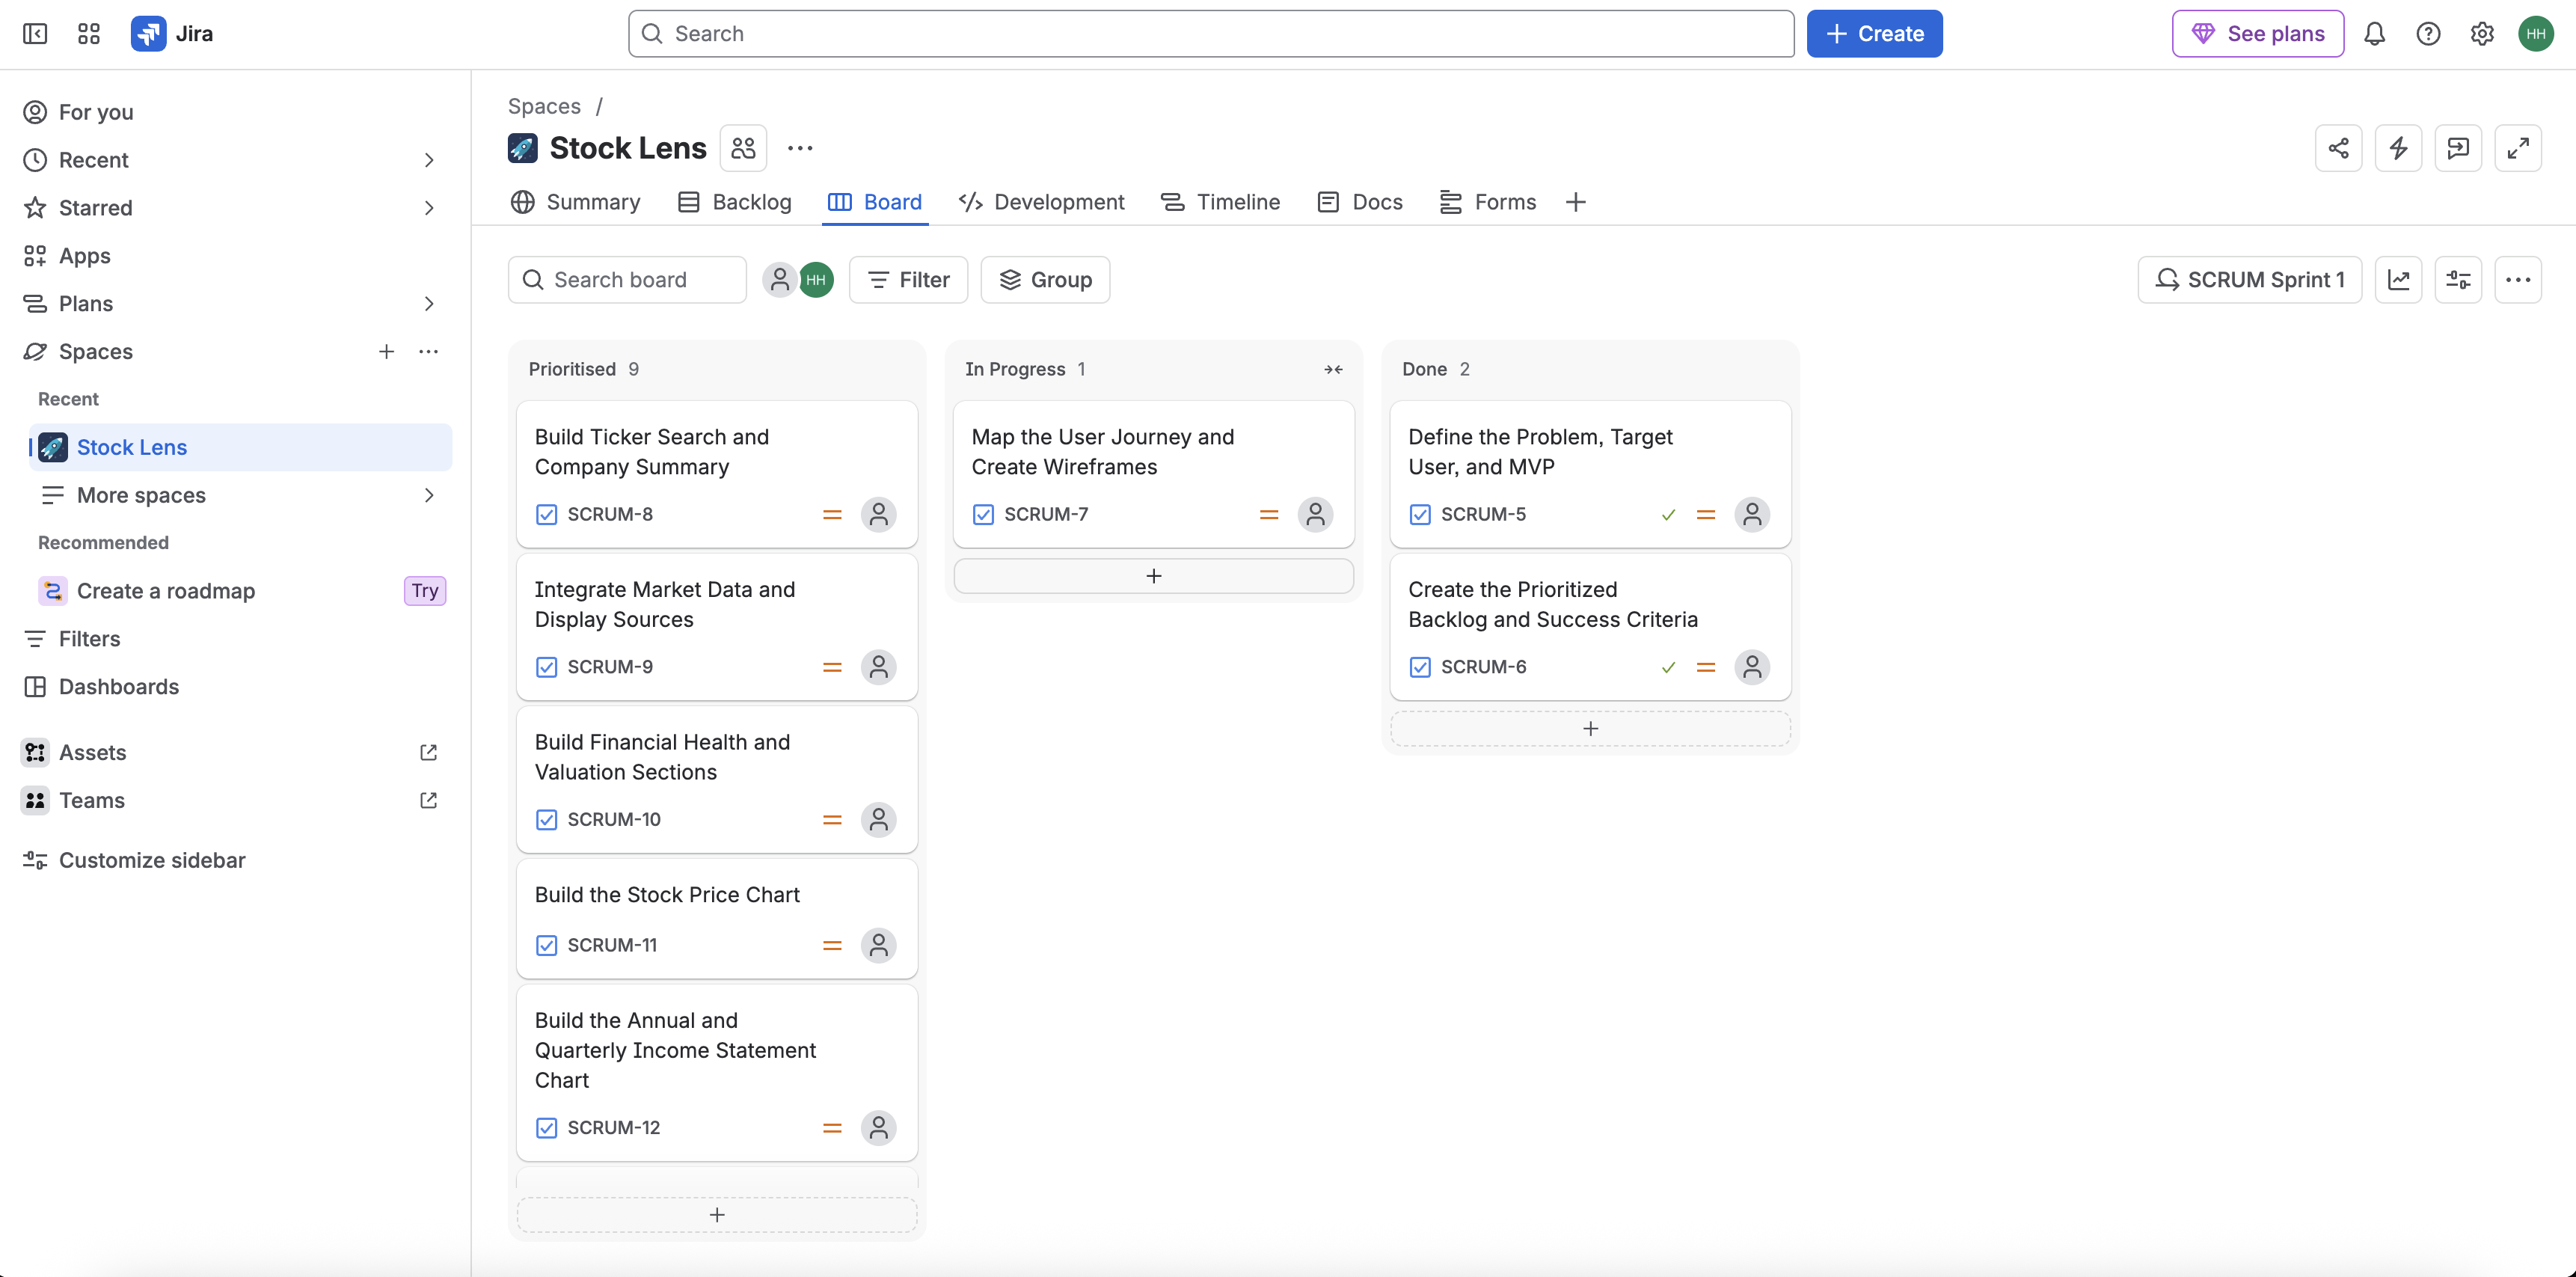 Jira
Search
Create
See plans
HH
For you
Recent
Starred
Apps
Plans
Spaces
Recent
Stock Lens
More spaces
Recommended
Create a roadmap
Try
Filters
Dashboards
Assets
Teams
Customize sidebar
Spaces /
Stock Lens
Summary
Backlog
Board
Development
Timeline
Docs
Forms
Search board
HH
Filter
Group
SCRUM Sprint 1
Prioritised 9
Build Ticker Search and
Company Summary
SCRUM-8
Integrate Market Data and
Display Sources
SCRUM-9
Build Financial Health and
Valuation Sections
SCRUM-10
Build the Stock Price Chart
SCRUM-11
Build the Annual and
Quarterly Income Statement
Chart
SCRUM-12
In Progress 1
Map the User Journey and
Create Wireframes
SCRUM-7
Done 2
Define the Problem, Target
User, and MVP
SCRUM-5
Create the Prioritized
Backlog and Success Criteria
SCRUM-6